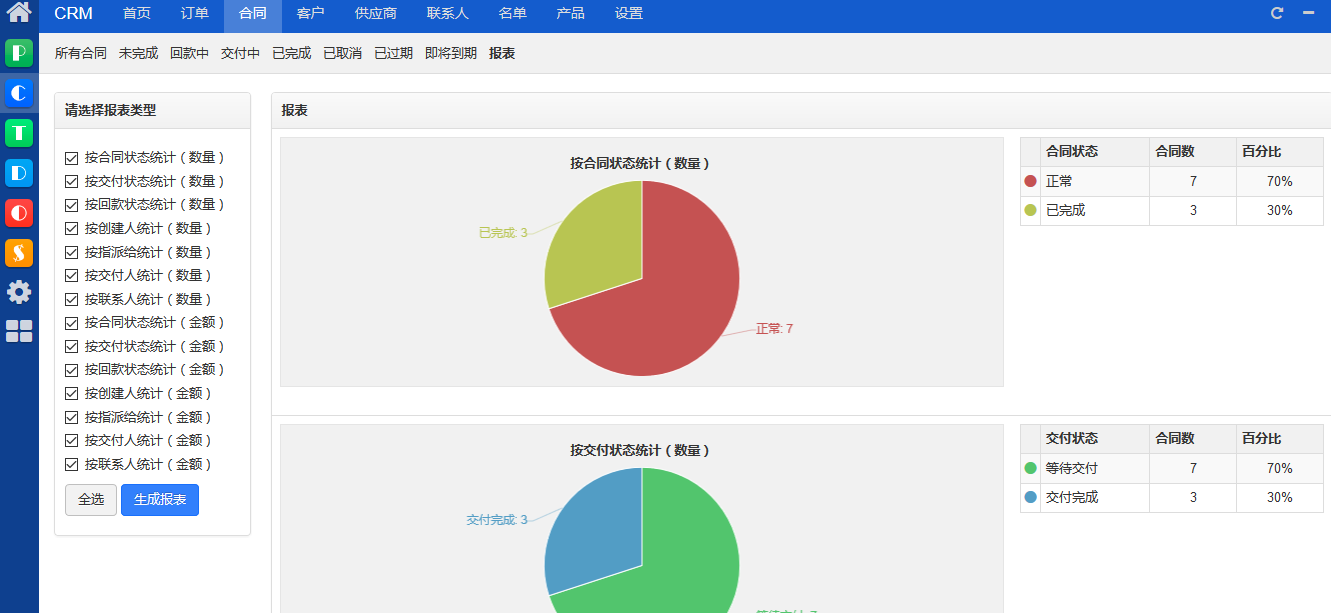 CRM 首页 订单 合同 客户 供应商 联系人 名单 产品 设置
所有合同 未完成 回款中 交付中 已完成 已取消 已过期 即将到期 报表
请选择报表类型
按合同状态统计（数量）
按交付状态统计（数量）
按回款状态统计（数量）
按创建人统计（数量）
按指派给统计（数量）
按交付人统计（数量）
按联系人统计（数量）
按合同状态统计（金额）
按交付状态统计（金额）
按回款状态统计（金额）
按创建人统计（金额）
按指派给统计（金额）
按交付人统计（金额）
按联系人统计（金额）
全选 生成报表
报表
按合同状态统计（数量）
已完成: 3
正常: 7
合同状态 合同数 百分比
正常 7 70%
已完成 3 30%
按交付状态统计（数量）
交付完成: 3
交付状态 合同数 百分比
等待交付 7 70%
交付完成 3 30%